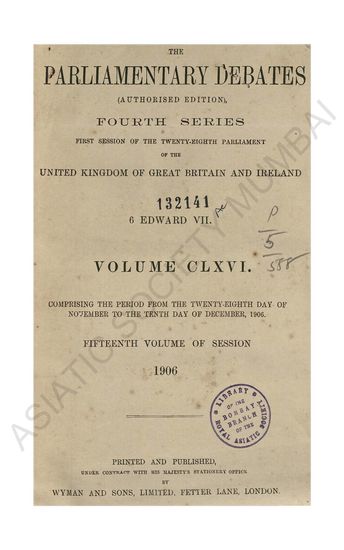 THE
PARLIAMENTARY DEBATES
(AUTHORISED EDITION),
FOURTH SERIES
FIRST SESSION OF THE TWENTY-EIGHTH PARLIAMENT
OF THE
UNITED KINGDOM OF GREAT BRITAIN AND IRELAND
132141
6 EDWARD VII.
P
5
558
VOLUME CLXVI.
COMPRISING THE PERIOD FROM THE TWENTY-EIGHTH DAY OF
NOVEMBER TO THE TENTH DAY OF DECEMBER, 1906.
FIFTEENTH VOLUME OF SESSION
1906
LIBRARY
OF THE
BOMBAY
BRANCH
OF THE
ROYAL ASIATIC SOCIETY
PRINTED AND PUBLISHED,
UNDER CONTRACT WITH HIS MAJESTY'S STATIONERY OFFICE
BY
WYMAN AND SONS, LIMITED, FETTER LANE, LONDON.
ASIATIC SOCIETY MUMBAI